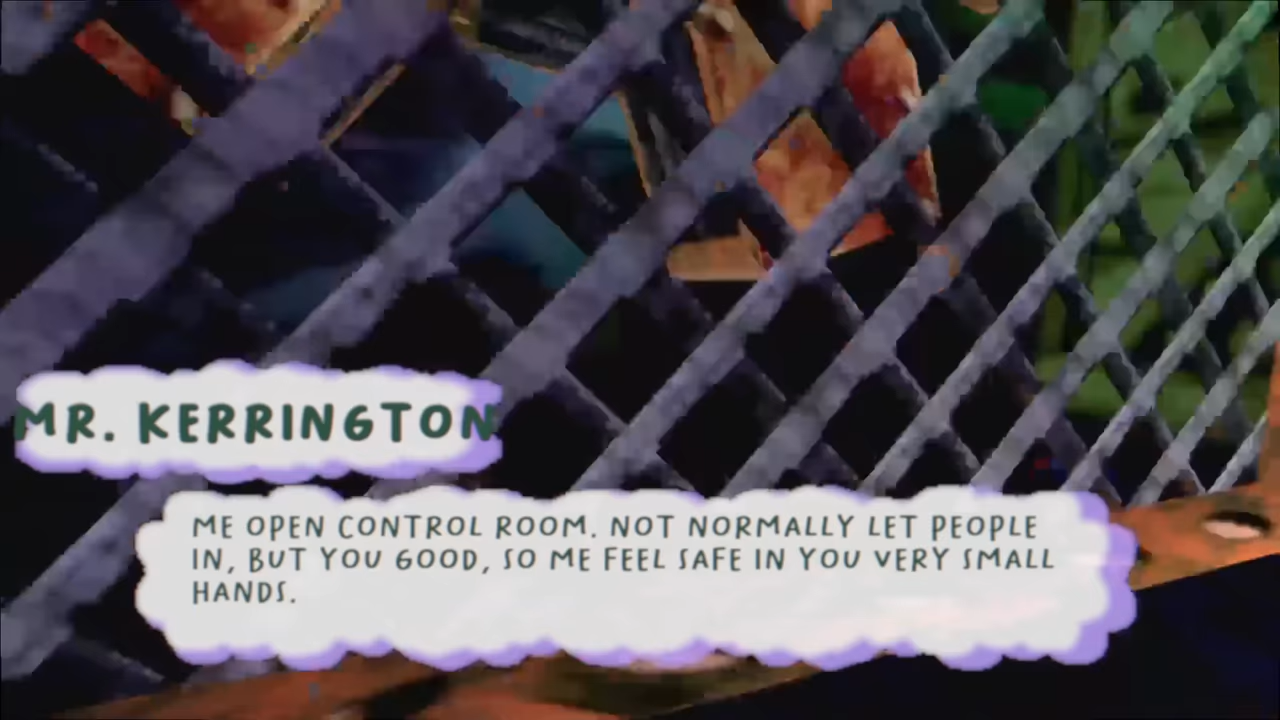 MR. KERRINGTON
ME OPEN CONTROL ROOM. NOT NORMALLY LET PEOPLE
IN, BUT YOU GOOD, SO ME FEEL SAFE IN YOU VERY SMALL
HANDS.